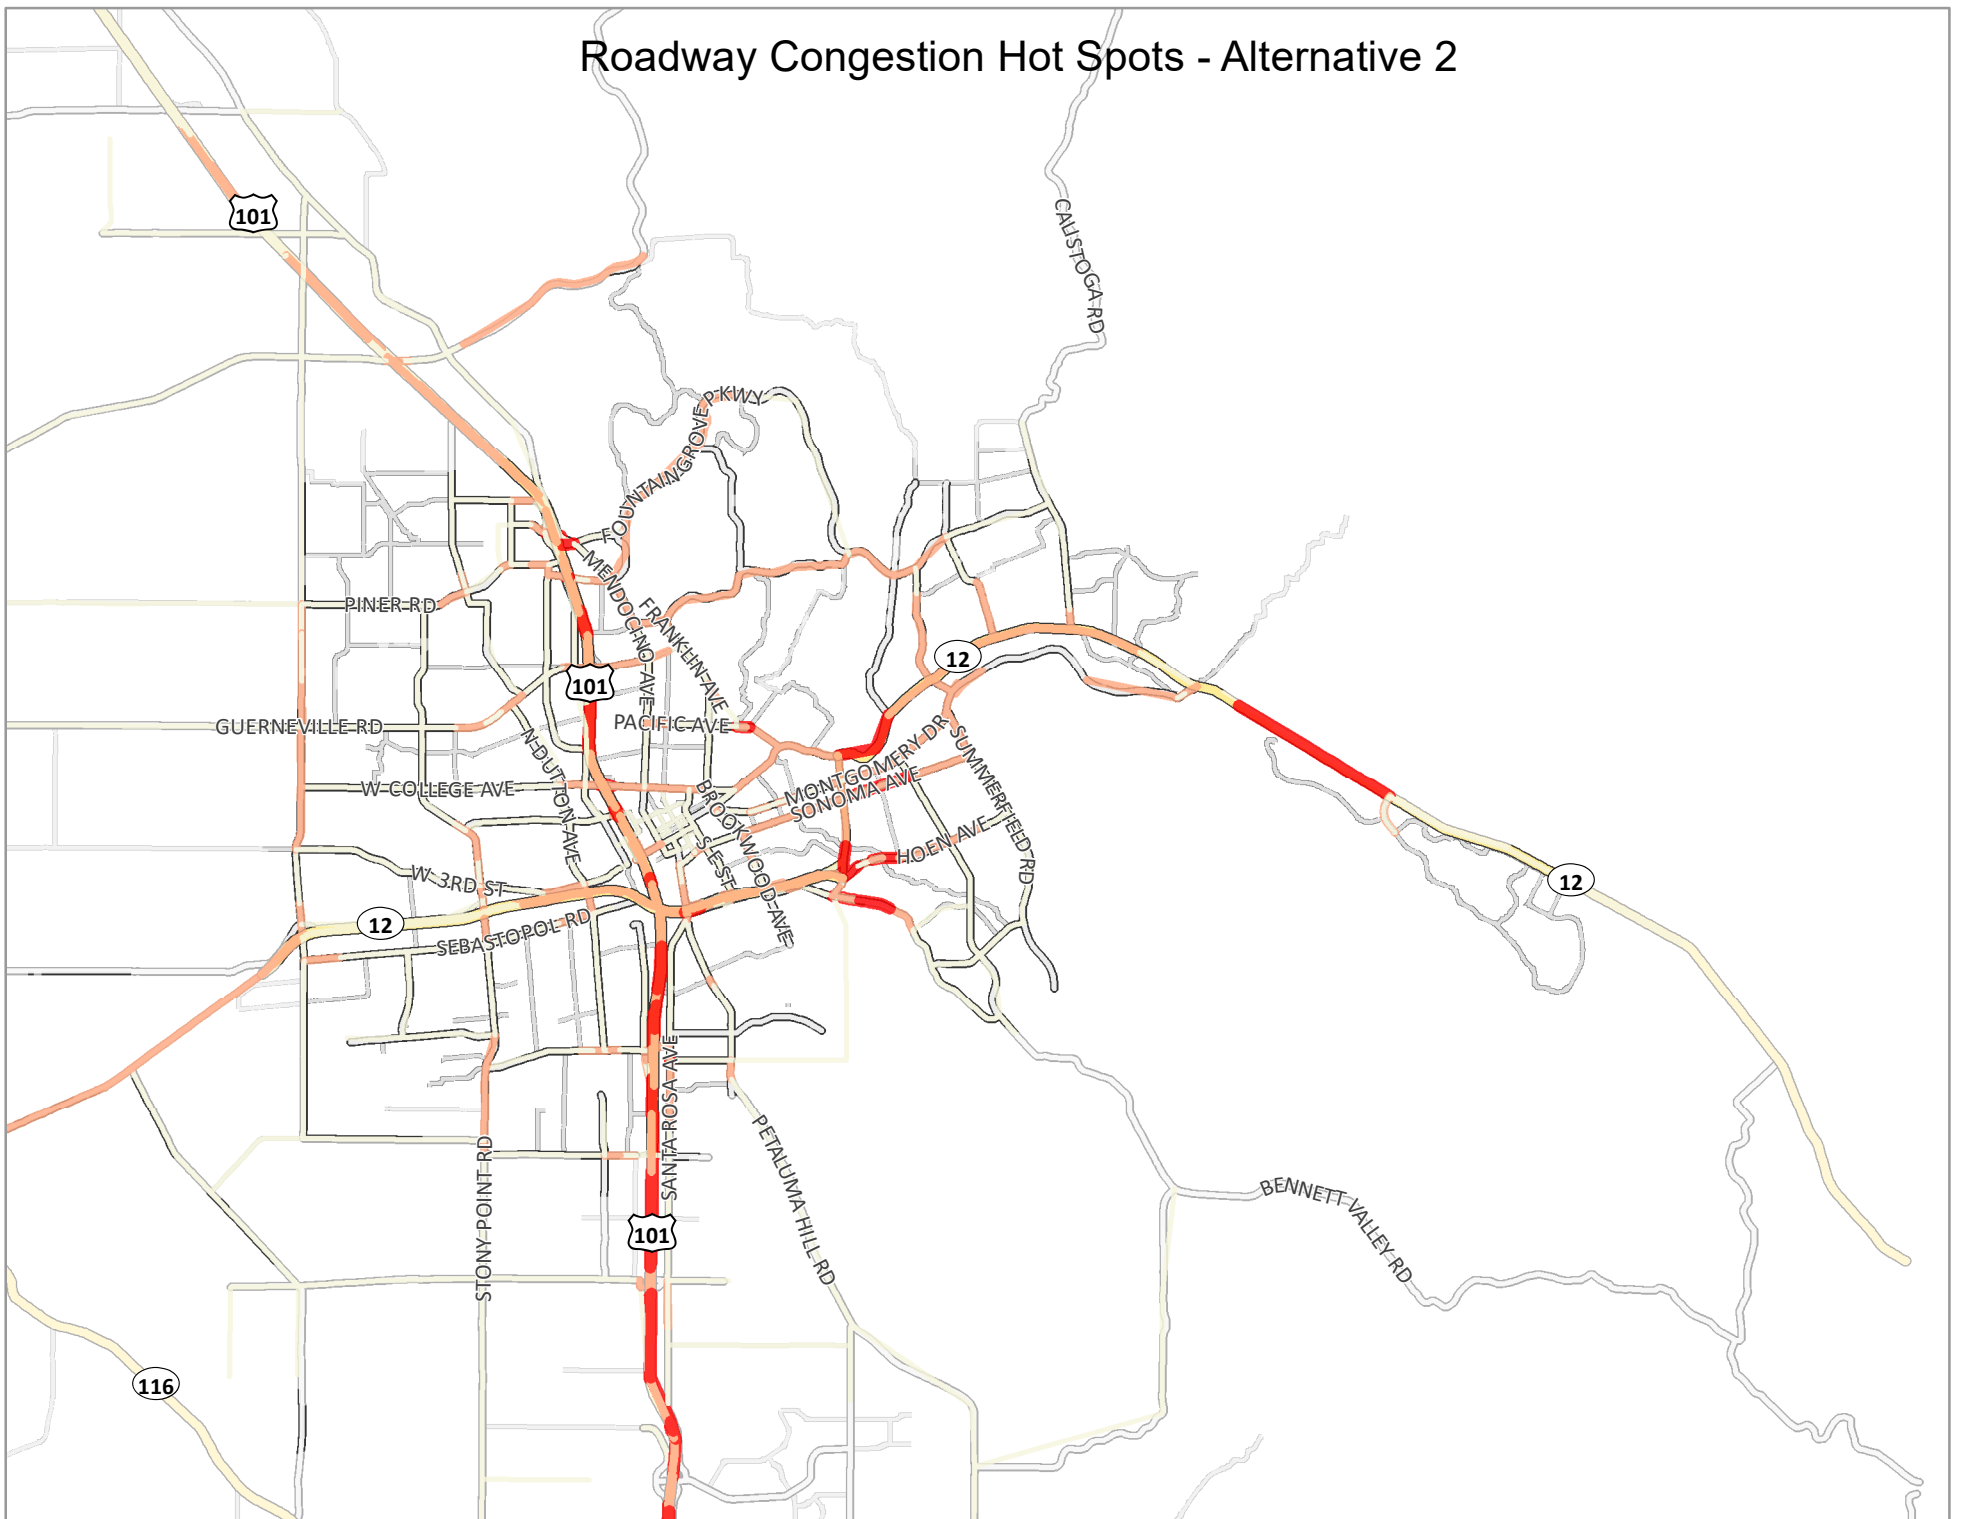 Roadway Congestion Hot Spots - Alternative 2
101
CALISTOGA RD
FOUNTAINGROVE PKWY
MENDOCINO AVE
PINER RD
FRANKLIN AVE
12
101
GUERNEVILLE RD
PACIFIC AVE
N DUTTON AVE
MONTGOMERY DR
SUMMERFIELD RD
W COLLEGE AVE
SONOMA AVE
BROOKWOOD AVE
S E ST
HOEN AVE
W 3RD ST
12
12
SEBASTOPOL RD
SANTA ROSA AVE
STONY POINT RD
PETALUMA HILL RD
BENNETT VALLEY RD
101
116